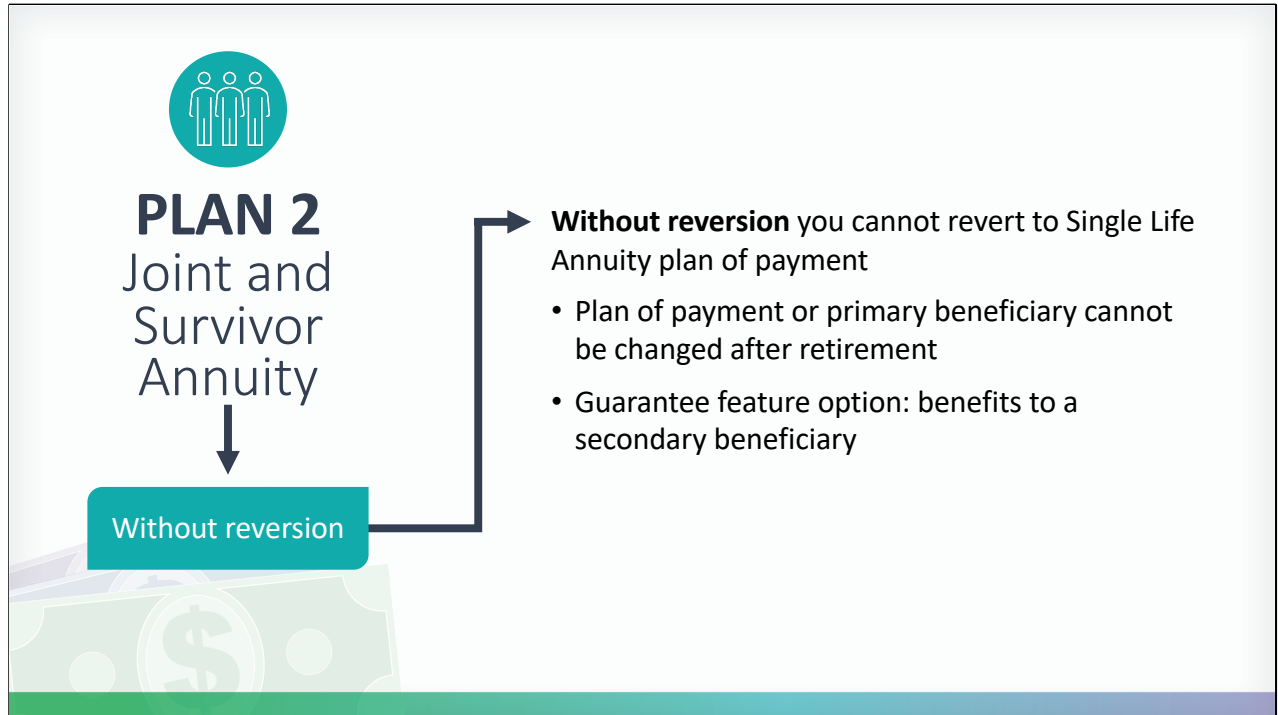 PLAN 2
Joint and
Survivor
Annuity
Without reversion
Without reversion you cannot revert to Single Life
Annuity plan of payment
• Plan of payment or primary beneficiary cannot
be changed after retirement
• Guarantee feature option: benefits to a
secondary beneficiary
$